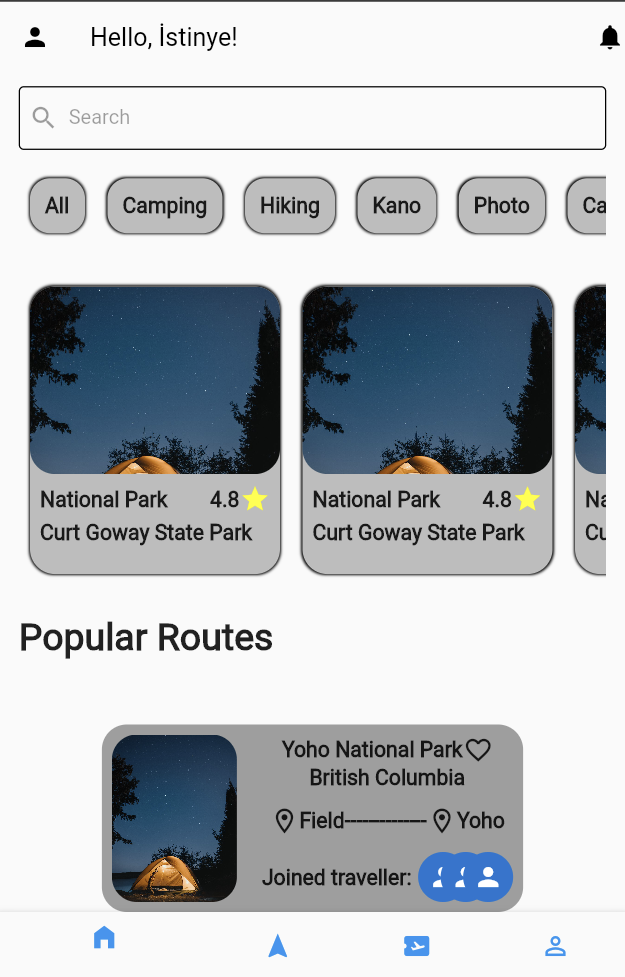 Hello, İstinye!
Search
All Camping Hiking Kano Photo Ca
National Park 4.8 National Park 4.8 Na
Curt Goway State Park Curt Goway State Park Cu
Popular Routes
Yoho National Park
British Columbia
Field------------- Yoho
Joined traveller: